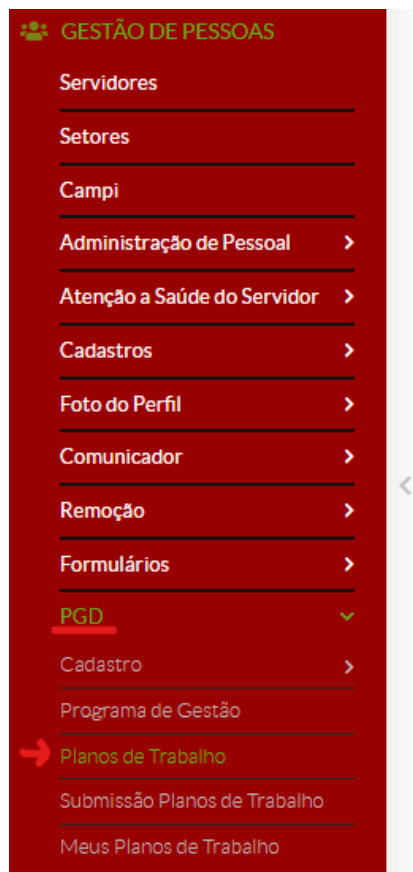 GESTÃO DE PESSOAS
Servidores
Setores
Campi
Administração de Pessoal
Atenção a Saúde do Servidor
Cadastros
Foto do Perfil
Comunicador
Remoção
Formulários
PGD
Cadastro
Programa de Gestão
Planos de Trabalho
Submissão Planos de Trabalho
Meus Planos de Trabalho